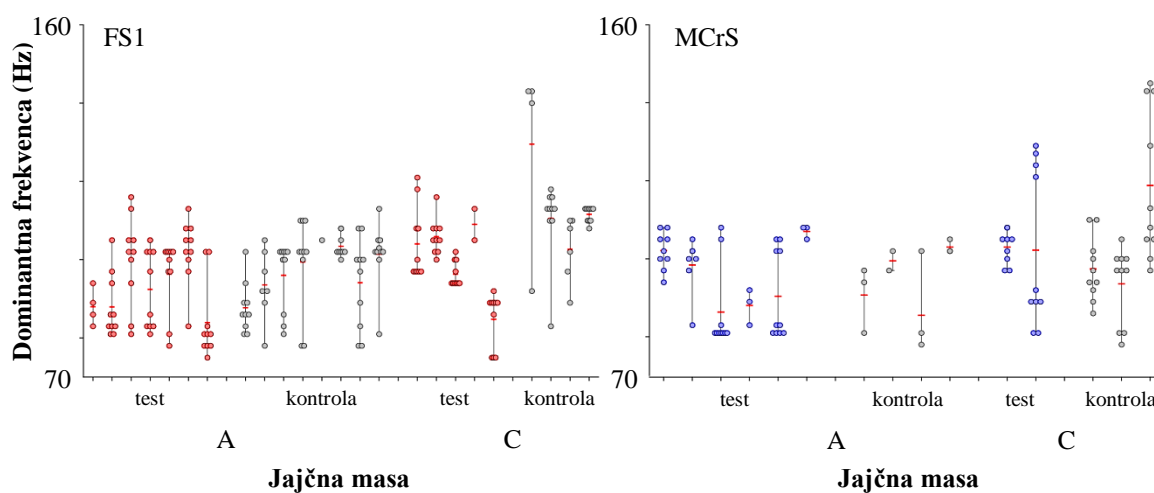 160
FS1
Dominantna frekvenca (Hz)
70
test
kontrola
test
kontrola
A
C
Jajčna masa
160
MCrS
70
test
kontrola
test
kontrola
A
C
Jajčna masa